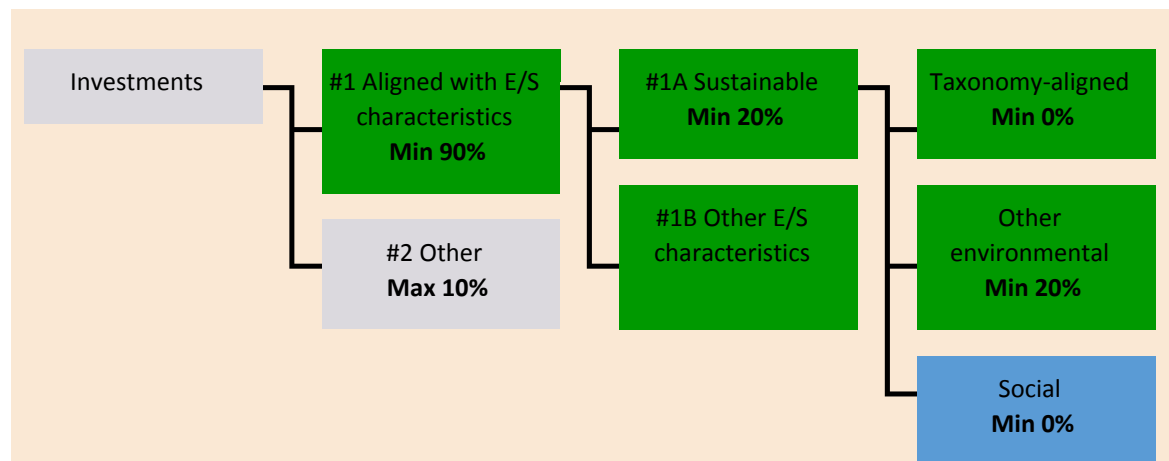 Investments
#1 Aligned with E/S
characteristics
Min 90%
#2 Other
Max 10%
#1A Sustainable
Min 20%
#1B Other E/S
characteristics
Taxonomy-aligned
Min 0%
Other
environmental
Min 20%
Social
Min 0%